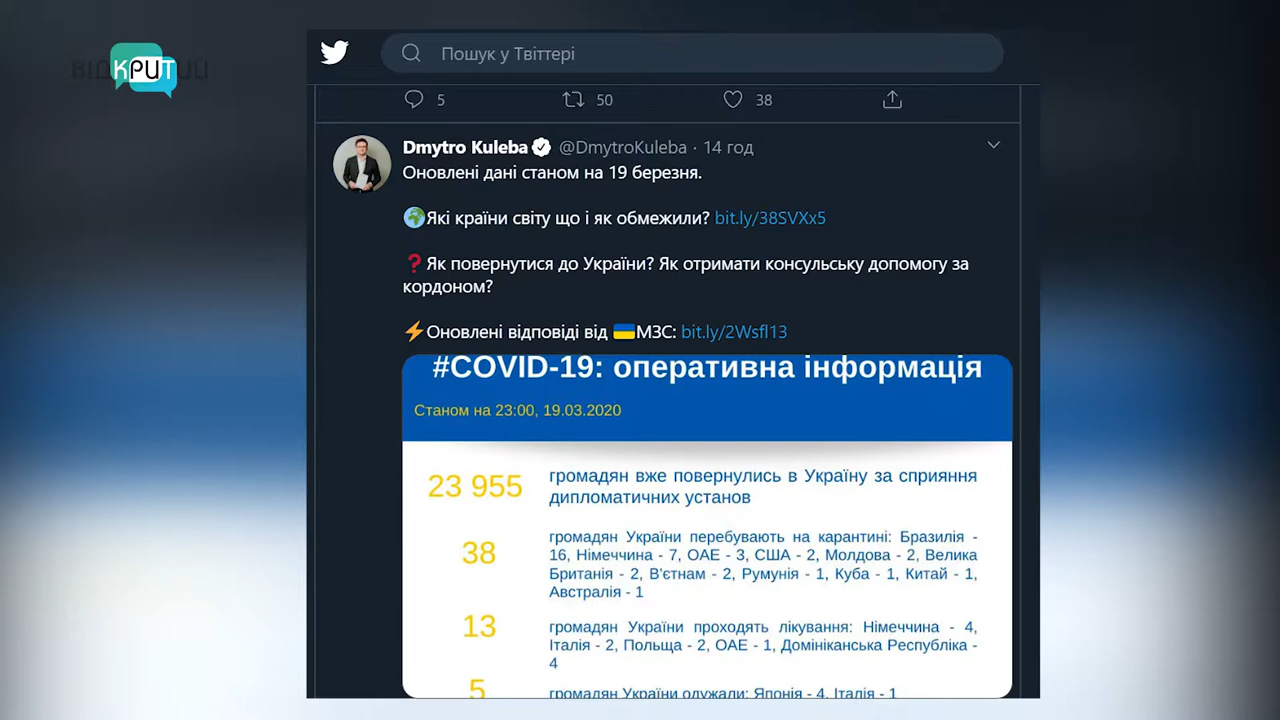 ВІДКРИТИЙ
Пошук у Твіттері
5 50 38
Dmytro Kuleba @DmytroKuleba · 14 год
Оновлені дані станом на 19 березня.
Які країни світу що і як обмежили? bit.ly/38SVXx5
❓Як повернутися до України? Як отримати консульську допомогу за
кордоном?
⚡Оновлені відповіді від 🇺🇦МЗС: bit.ly/2Wsfl13
#COVID-19: оперативна інформація
Станом на 23:00, 19.03.2020
23 955 громадян вже повернулись в Україну за сприяння
дипломатичних установ
38 громадян України перебувають на карантині: Бразилія -
16, Німеччина - 7, ОАЕ - 3, США - 2, Молдова - 2, Велика
Британія - 2, В'єтнам - 2, Румунія - 1, Куба - 1, Китай - 1,
Австралія - 1
13 громадян України проходять лікування: Німеччина - 4,
Італія - 2, Польща - 2, ОАЕ - 1, Домініканська Республіка -
4
5 громадян України одужали: Японія - 4, Італія - 1